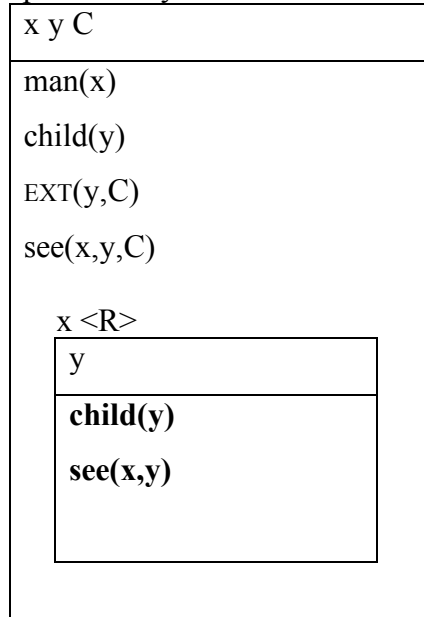 x y C
man(x)
child(y)
EXT(y,C)
see(x,y,C)
x <R>
y
child(y)
see(x,y)